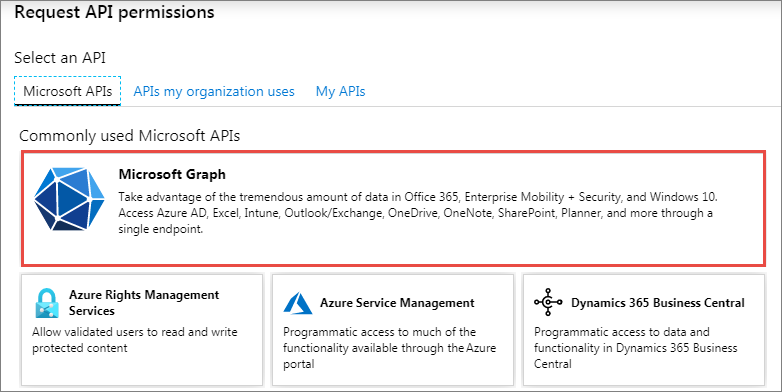 Request API permissions
Select an API
Microsoft APIs APIs my organization uses My APIs
Commonly used Microsoft APIs
Microsoft Graph
Take advantage of the tremendous amount of data in Office 365, Enterprise Mobility + Security, and Windows 10.
Access Azure AD, Excel, Intune, Outlook/Exchange, OneDrive, OneNote, SharePoint, Planner, and more through a
single endpoint.
Azure Rights Management
Services
Allow validated users to read and write
protected content
Azure Service Management
Programmatic access to much of the
functionality available through the Azure
portal
Dynamics 365 Business Central
Programmatic access to data and
functionality in Dynamics 365 Business
Central